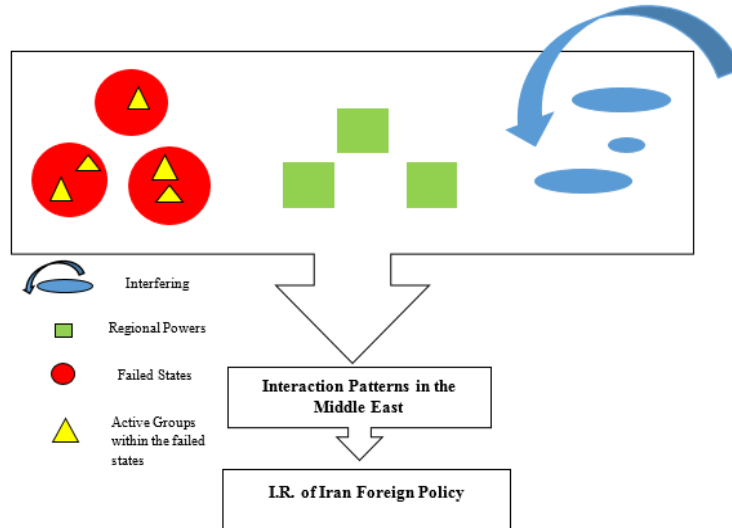 Interfering
Regional Powers
Failed States
Active Groups
within the failed
states
Interaction Patterns in the
Middle East
I.R. of Iran Foreign Policy